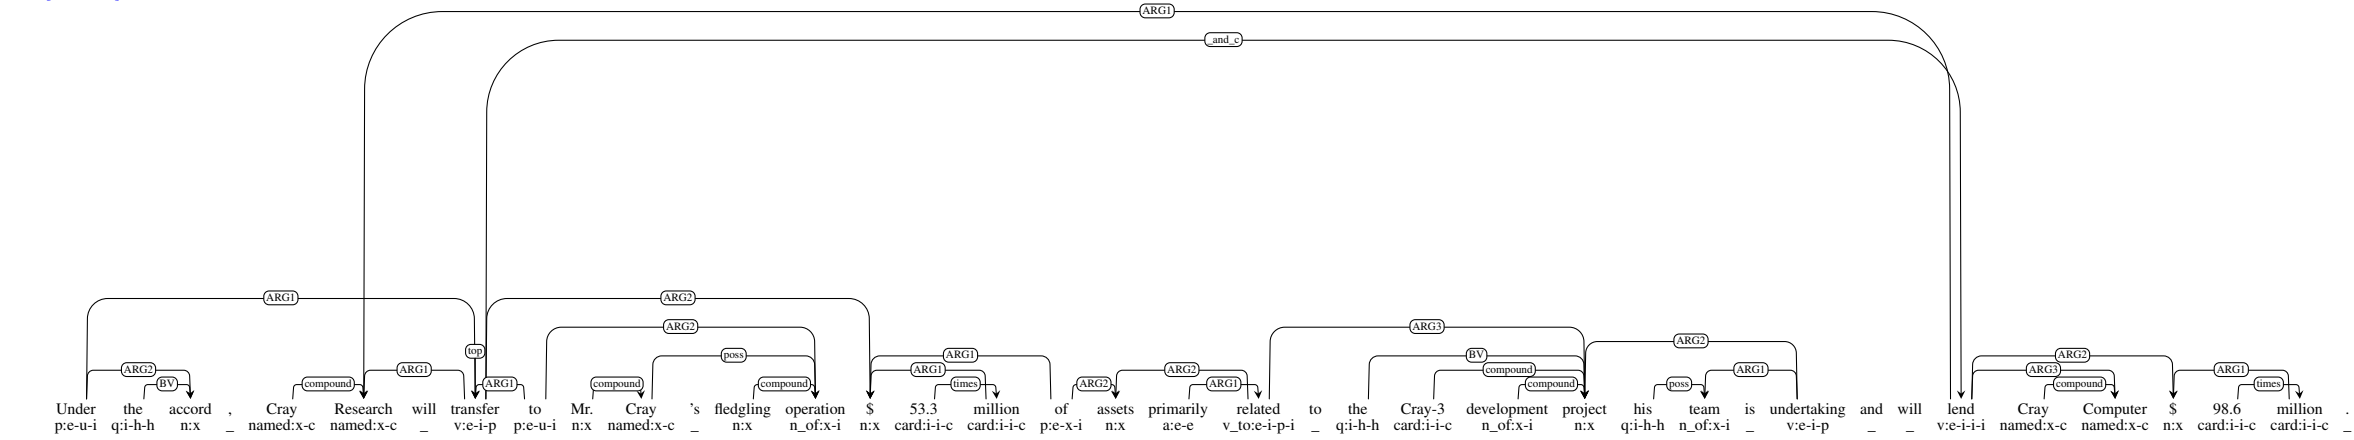 ARG1
_and_c
ARG1 ARG2
ARG2 ARG3
ARG2
top
poss ARG1 BV ARG2
ARG2 ARG1 ARG1 ARG2 compound ARG1 ARG3 ARG1
BV compound ARG1 compound compound times ARG2 ARG1 compound poss compound times
Under the accord , Cray Research will transfer to Mr. Cray 's fledgling operation $ 53.3 million of assets primarily related to the Cray-3 development project his team is undertaking and will lend Cray Computer $ 98.6 million .
p:e-u-i q:i-h-h n:x _ named:x-c named:x-c _ v:e-i-p p:e-u-i n:x named:x-c _ n:x n_of:x-i n:x card:i-i-c card:i-i-c p:e-x-i n:x a:e-e v_to:e-i-p-i _ q:i-h-h card:i-i-c n_of:x-i n:x q:i-h-h n_of:x-i _ v:e-i-p _ _ v:e-i-i-i named:x-c named:x-c n:x card:i-i-c card:i-i-c _